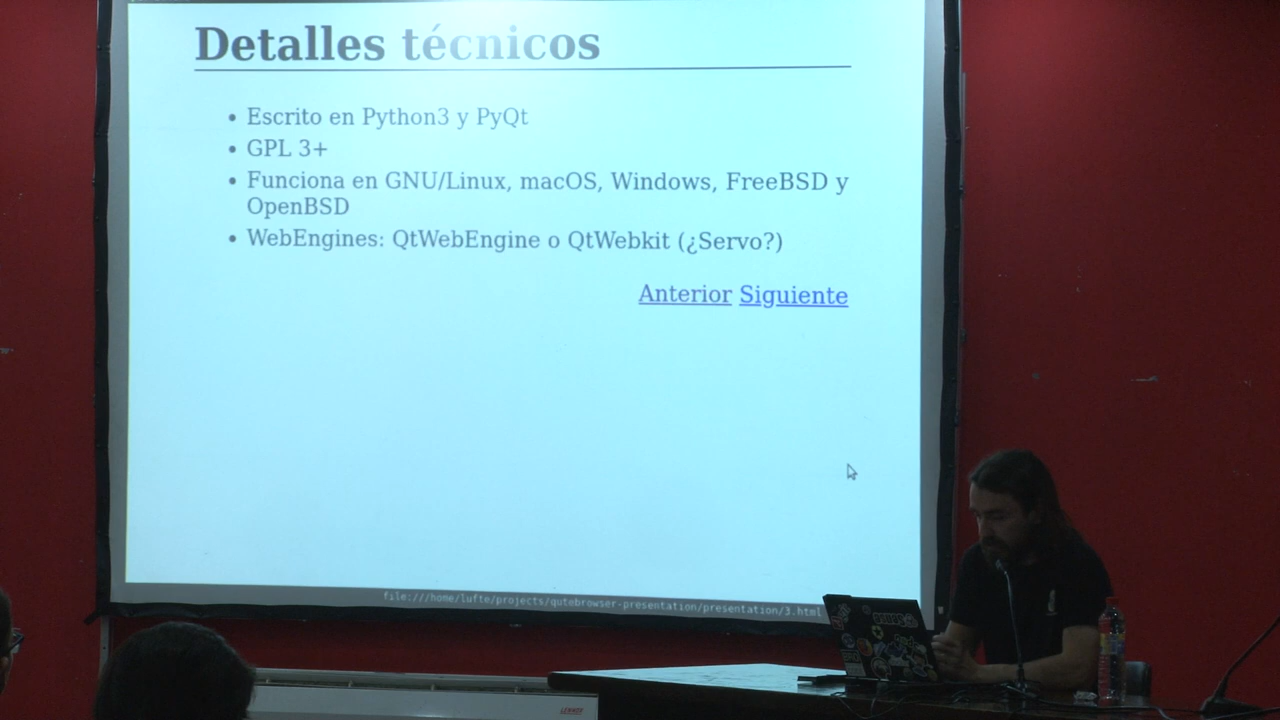 Detalles técnicos
• Escrito en Python3 y PyQt
• GPL 3+
• Funciona en GNU/Linux, macOS, Windows, FreeBSD y
OpenBSD
• WebEngines: QtWebEngine o QtWebkit (¿Servo?)
Anterior Siguiente
file:///home/lufte/projects/qutebrowser-presentation/presentation/3.html